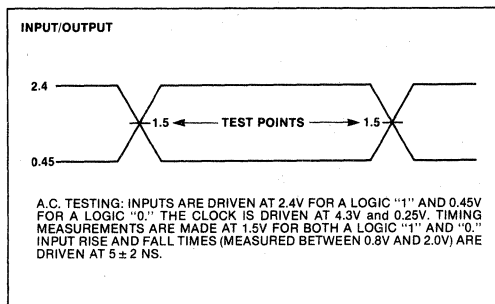 INPUT/OUTPUT
2.4
1.5 TEST POINTS 1.5
0.45
A.C. TESTING: INPUTS ARE DRIVEN AT 2.4V FOR A LOGIC "1" AND 0.45V
FOR A LOGIC "0." THE CLOCK IS DRIVEN AT 4.3V and 0.25V. TIMING
MEASUREMENTS ARE MADE AT 1.5V FOR BOTH A LOGIC "1" AND "0."
INPUT RISE AND FALL TIMES (MEASURED BETWEEN 0.8V AND 2.0V) ARE
DRIVEN AT 5 ± 2 NS.